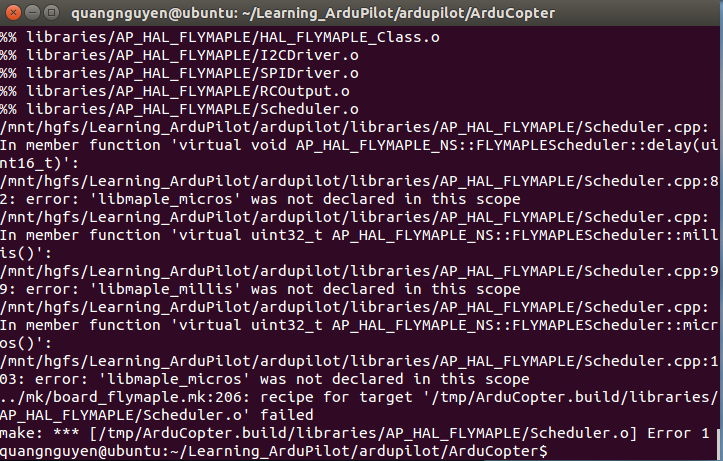 quangnguyen@ubuntu: ~/Learning_ArduPilot/ardupilot/ArduCopter
%% libraries/AP_HAL_FLYMAPLE/HAL_FLYMAPLE_Class.o
%% libraries/AP_HAL_FLYMAPLE/I2CDriver.o
%% libraries/AP_HAL_FLYMAPLE/SPIDriver.o
%% libraries/AP_HAL_FLYMAPLE/RCOutput.o
%% libraries/AP_HAL_FLYMAPLE/Scheduler.o
/mnt/hgfs/Learning_ArduPilot/ardupilot/libraries/AP_HAL_FLYMAPLE/Scheduler.cpp:
In member function 'virtual void AP_HAL_FLYMAPLE_NS::FLYMAPLEScheduler::delay(ui
nt16_t)':
/mnt/hgfs/Learning_ArduPilot/ardupilot/libraries/AP_HAL_FLYMAPLE/Scheduler.cpp:8
2: error: 'libmaple_micros' was not declared in this scope
/mnt/hgfs/Learning_ArduPilot/ardupilot/libraries/AP_HAL_FLYMAPLE/Scheduler.cpp:
In member function 'virtual uint32_t AP_HAL_FLYMAPLE_NS::FLYMAPLEScheduler::mill
is()':
/mnt/hgfs/Learning_ArduPilot/ardupilot/libraries/AP_HAL_FLYMAPLE/Scheduler.cpp:9
9: error: 'libmaple_millis' was not declared in this scope
/mnt/hgfs/Learning_ArduPilot/ardupilot/libraries/AP_HAL_FLYMAPLE/Scheduler.cpp:
In member function 'virtual uint32_t AP_HAL_FLYMAPLE_NS::FLYMAPLEScheduler::micr
os()':
/mnt/hgfs/Learning_ArduPilot/ardupilot/libraries/AP_HAL_FLYMAPLE/Scheduler.cpp:1
03: error: 'libmaple_micros' was not declared in this scope
../mk/board_flymaple.mk:206: recipe for target '/tmp/ArduCopter.build/libraries/
AP_HAL_FLYMAPLE/Scheduler.o' failed
make: *** [/tmp/ArduCopter.build/libraries/AP_HAL_FLYMAPLE/Scheduler.o] Error 1
quangnguyen@ubuntu:~/Learning_ArduPilot/ardupilot/ArduCopter$